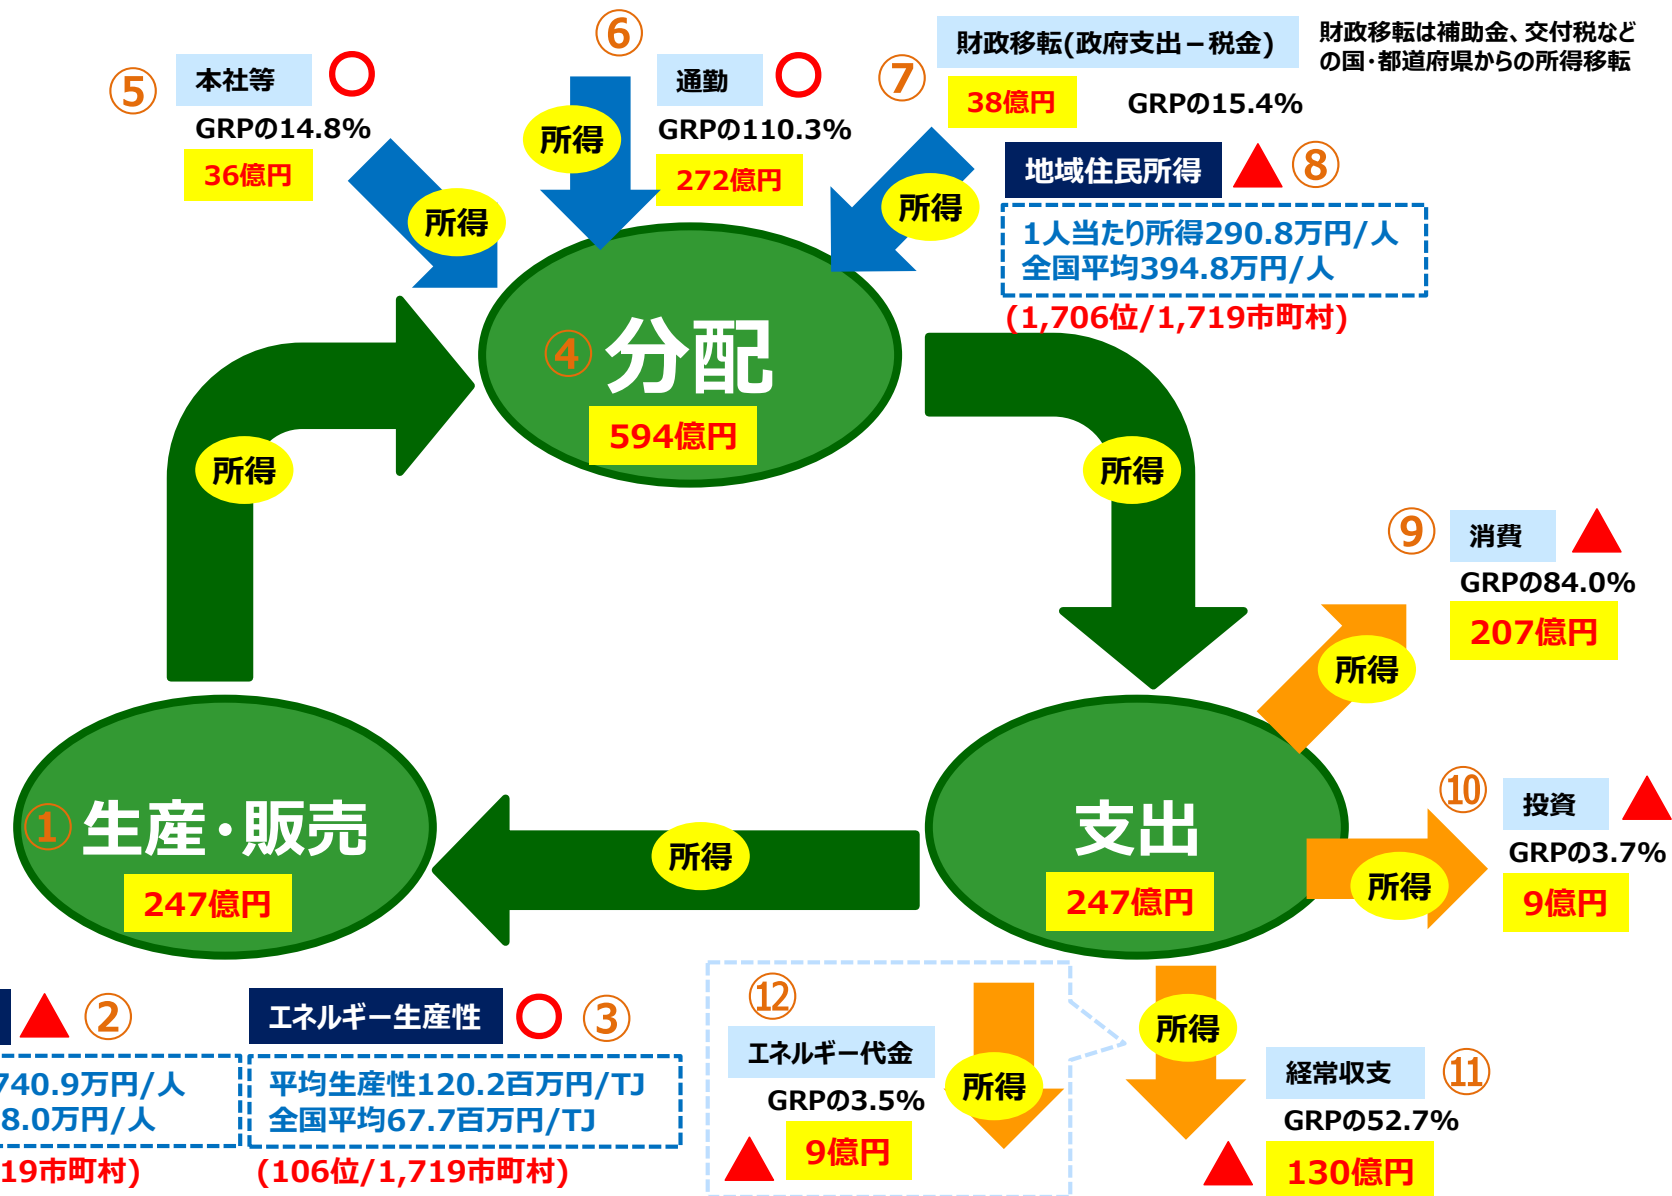 ⑤
本社等
GRPの14.8%
36億円
所得
⑥
通勤
GRPの110.3%
272億円
所得
⑦
財政移転(政府支出－税金)
38億円
GRPの15.4%
所得
財政移転は補助金、交付税など
の国・都道府県からの所得移転
地域住民所得
⑧
1人当たり所得290.8万円/人
全国平均394.8万円/人
(1,706位/1,719市町村)
④
分配
594億円
所得
所得
⑨
消費
GRPの84.0%
207億円
所得
⑩
投資
GRPの3.7%
9億円
所得
①
生産・販売
247億円
所得
支出
247億円
②
740.9万円/人
8.0万円/人
19市町村)
エネルギー生産性
③
平均生産性120.2百万円/TJ
全国平均67.7百万円/TJ
(106位/1,719市町村)
⑫
エネルギー代金
GRPの3.5%
9億円
所得
所得
経常収支
⑪
GRPの52.7%
130億円